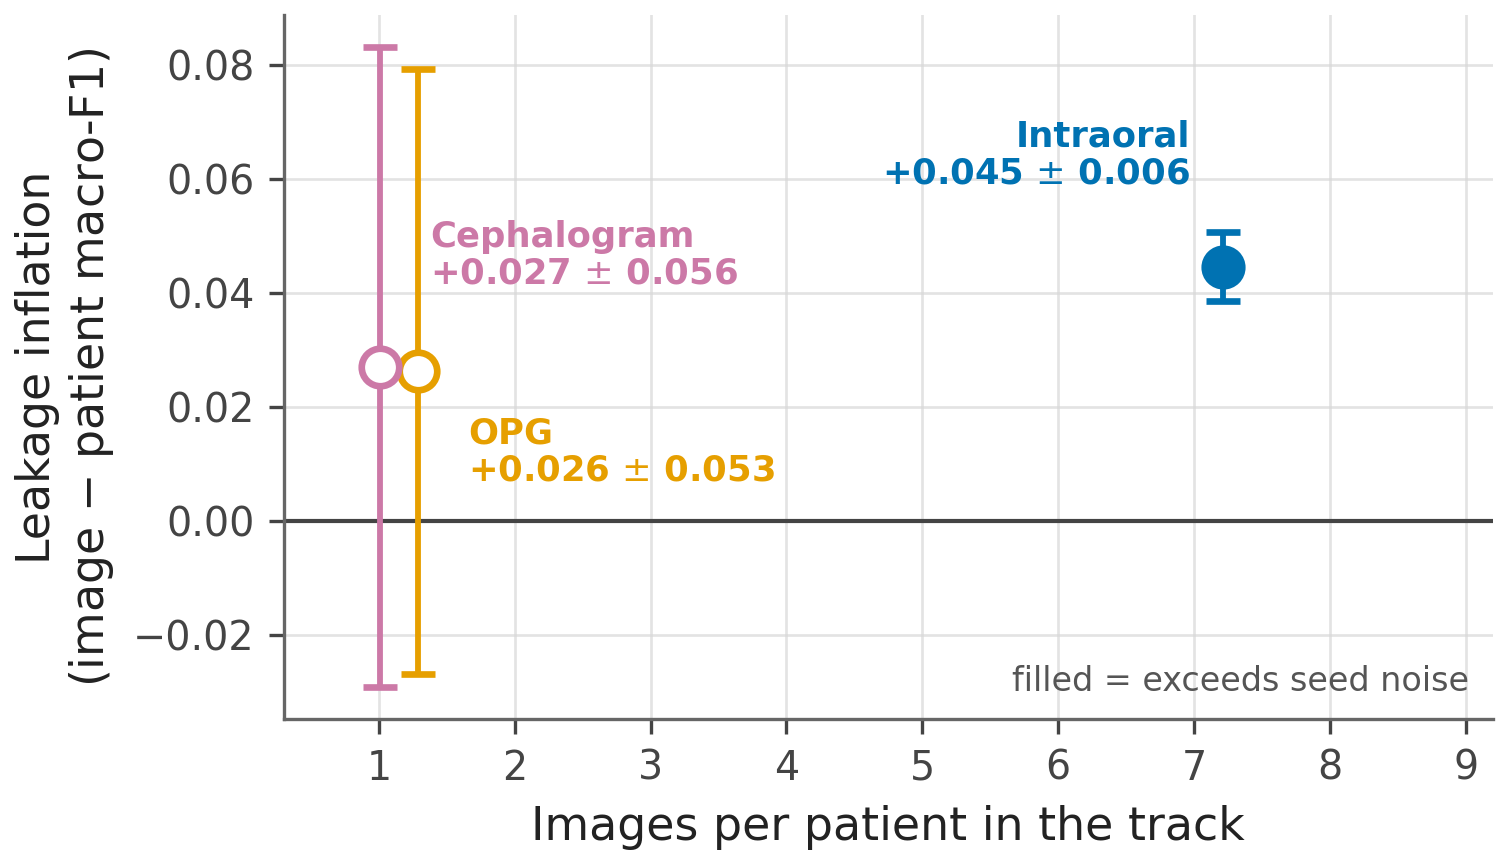 Leakage inflation
(image − patient macro-F1)
0.08
0.06
0.04
0.02
0.00
−0.02
Intraoral
+0.045 ± 0.006
Cephalogram
+0.027 ± 0.056
OPG
+0.026 ± 0.053
filled = exceeds seed noise
1 2 3 4 5 6 7 8 9
Images per patient in the track